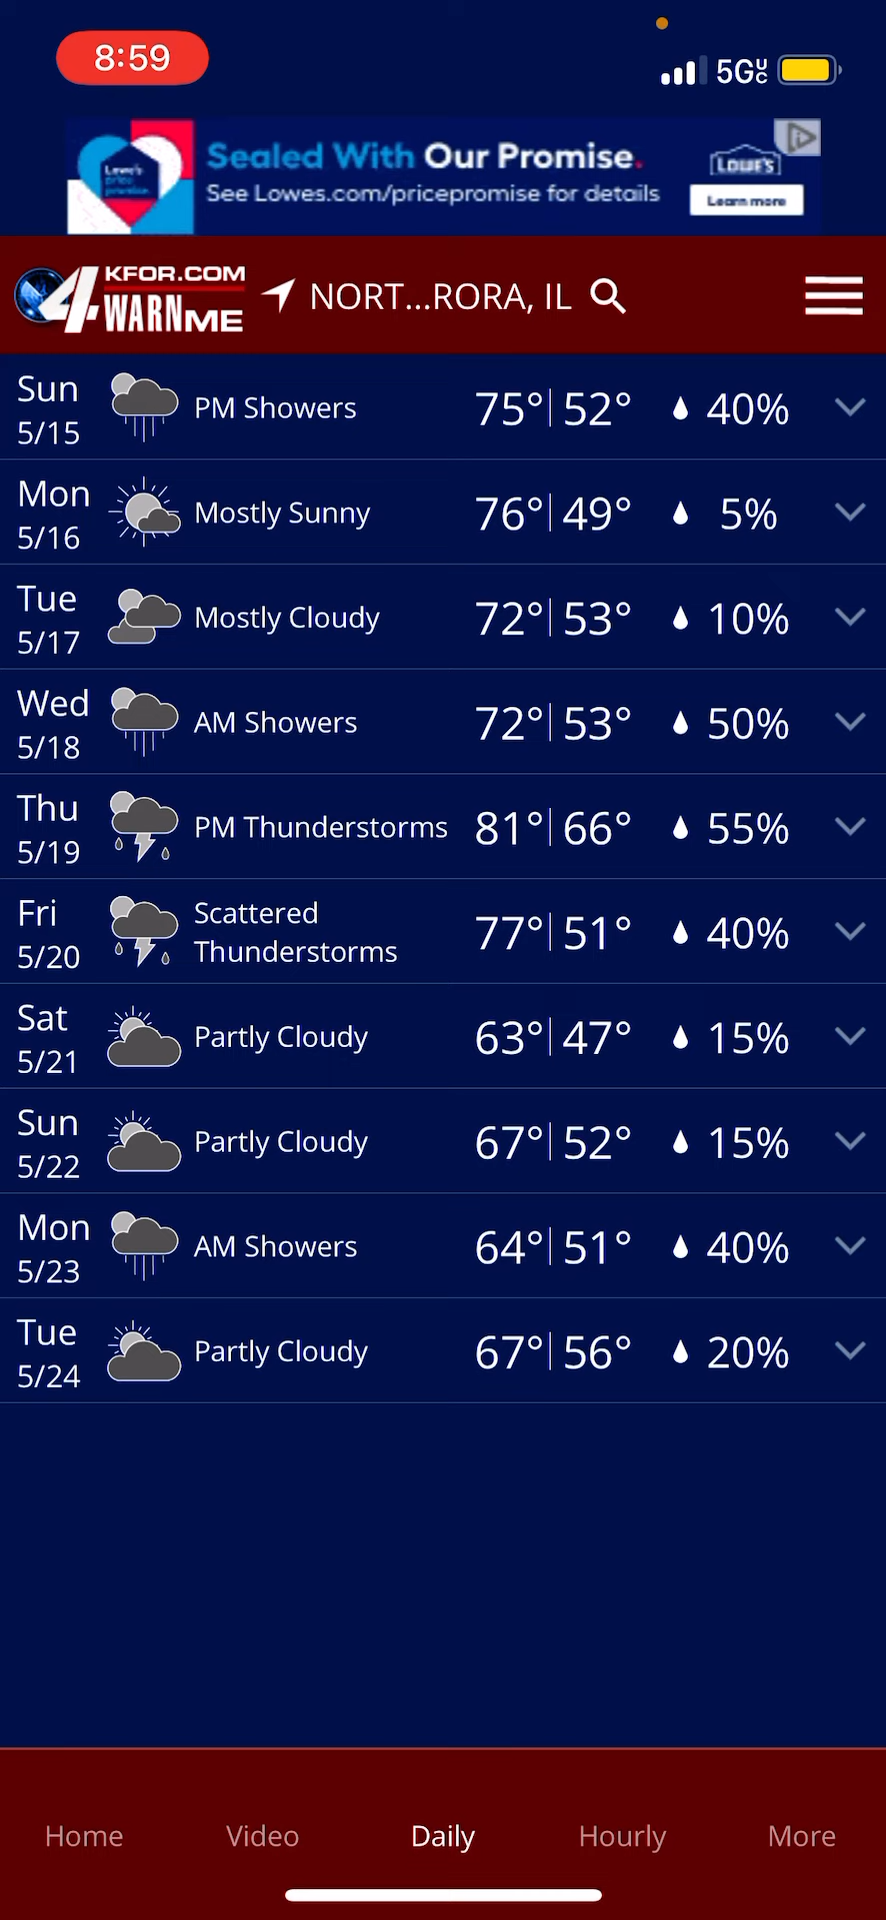 8:59
5G
Sealed With Our Promise.
See Lowes.com/pricepromise for details
LOWE'S
Learn more
KFOR.COM
4 WARN ME
NORT...RORA, IL
Sun
5/15
PM Showers
75° 52° 40%
Mon
5/16
Mostly Sunny
76° 49° 5%
Tue
5/17
Mostly Cloudy
72° 53° 10%
Wed
5/18
AM Showers
72° 53° 50%
Thu
5/19
PM Thunderstorms
81° 66° 55%
Fri
5/20
Scattered
Thunderstorms
77° 51° 40%
Sat
5/21
Partly Cloudy
63° 47° 15%
Sun
5/22
Partly Cloudy
67° 52° 15%
Mon
5/23
AM Showers
64° 51° 40%
Tue
5/24
Partly Cloudy
67° 56° 20%
Home Video Daily Hourly More